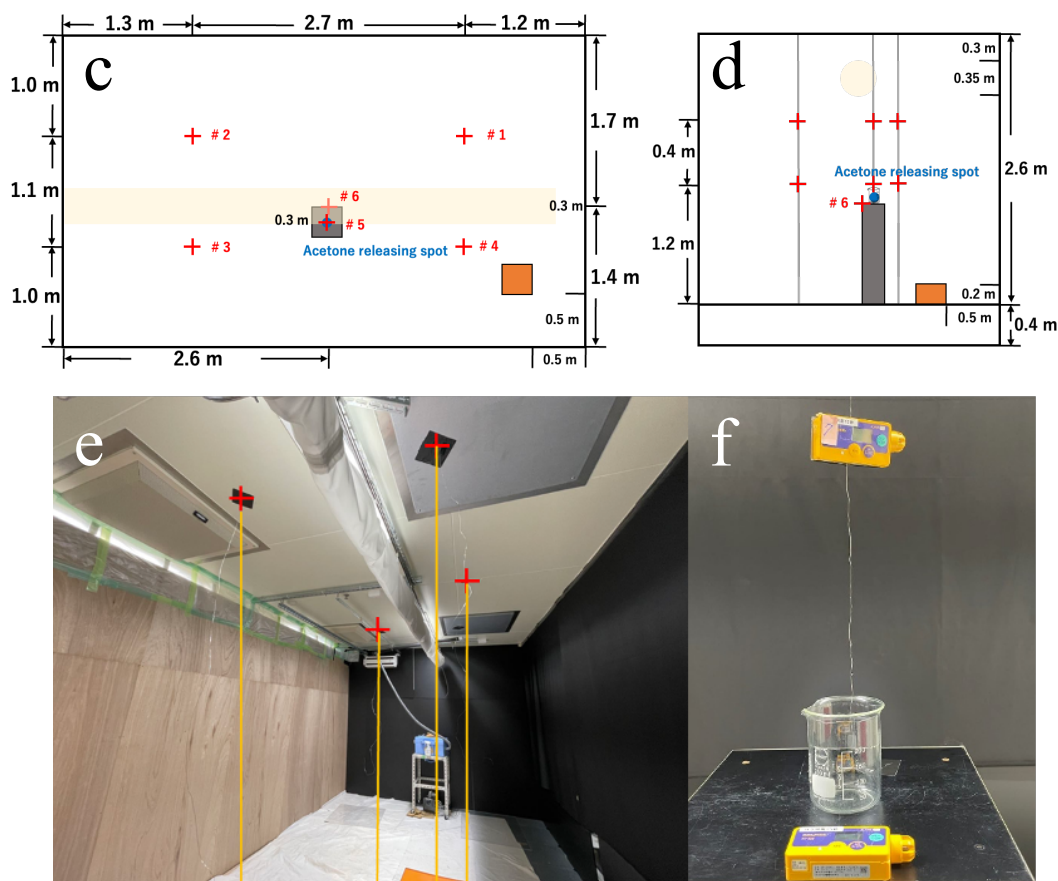 1.3 m
2.7 m
1.2 m
c
1.0 m
# 2
# 1
1.7 m
1.1 m
# 6
0.3 m
# 5
0.3 m
# 3
# 4
Acetone releasing spot
1.0 m
1.4 m
0.5 m
2.6 m
0.5 m
d
0.3 m
0.35 m
0.4 m
2.6 m
Acetone releasing spot
# 6
1.2 m
0.2 m
0.5 m
0.4 m
e
f